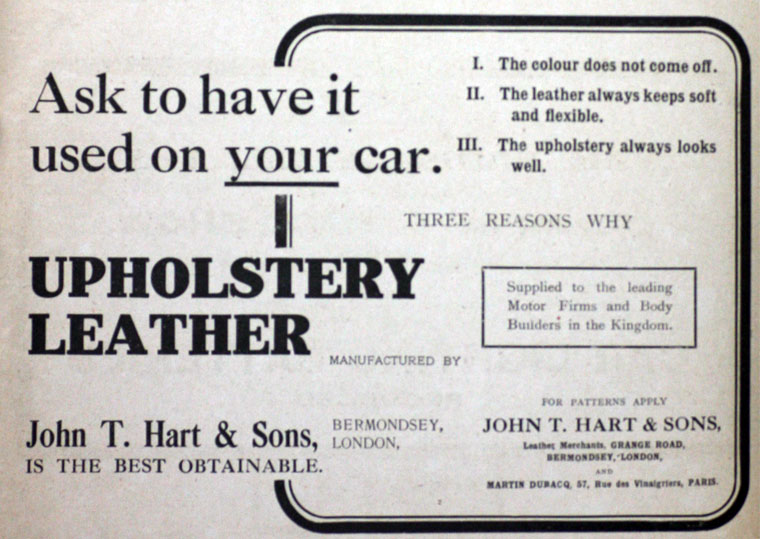 Ask to have it
used on your car.
I. The colour does not come off.
II. The leather always keeps soft
and flexible.
III. The upholstery always looks
well.
THREE REASONS WHY
UPHOLSTERY
LEATHER
MANUFACTURED BY
Supplied to the leading
Motor Firms and Body
Builders in the Kingdom.
John T. Hart & Sons,
BERMONDSEY,
LONDON,
IS THE BEST OBTAINABLE.
FOR PATTERNS APPLY
JOHN T. HART & SONS,
Leather Merchants, GRANGE ROAD,
BERMONDSEY, LONDON,
AND
MARTIN DUBACQ, 57, Rue des Vinaigriers, PARIS.